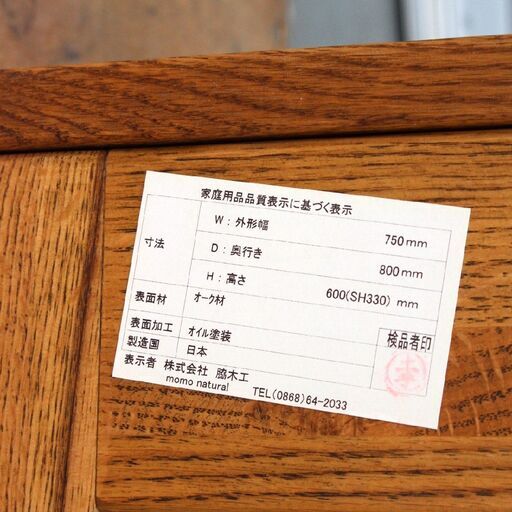 家庭用品品質表示に基づく表示
寸法
W：外形幅 750mm
D：奥行き 800mm
H：高さ 600(SH330) mm
表面材 オーク材
表面加工 オイル塗装
製造国 日本
検品者印
表示者 株式会社 脇木工
momo natural TEL(0868)64-2033